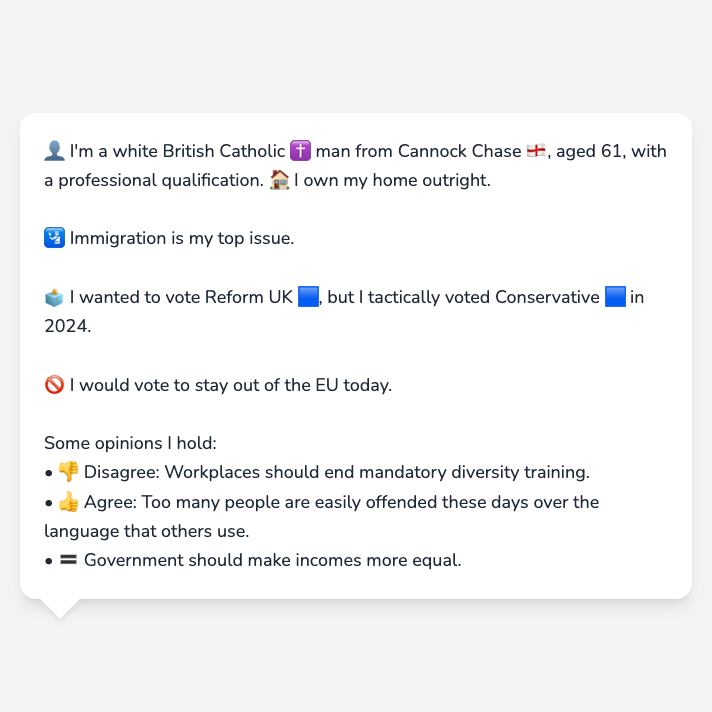 👤 I'm a white British Catholic ✝️ man from Cannock Chase 🏴󠁧󠁢󠁥󠁮󠁧󠁿, aged 61, with
a professional qualification. 🏠 I own my home outright.
🛂 Immigration is my top issue.
🗳️ I wanted to vote Reform UK 🟦, but I tactically voted Conservative 🟦 in
2024.
🚫 I would vote to stay out of the EU today.
Some opinions I hold:
• 👎 Disagree: Workplaces should end mandatory diversity training.
• 👍 Agree: Too many people are easily offended these days over the
language that others use.
• 🟰 Government should make incomes more equal.